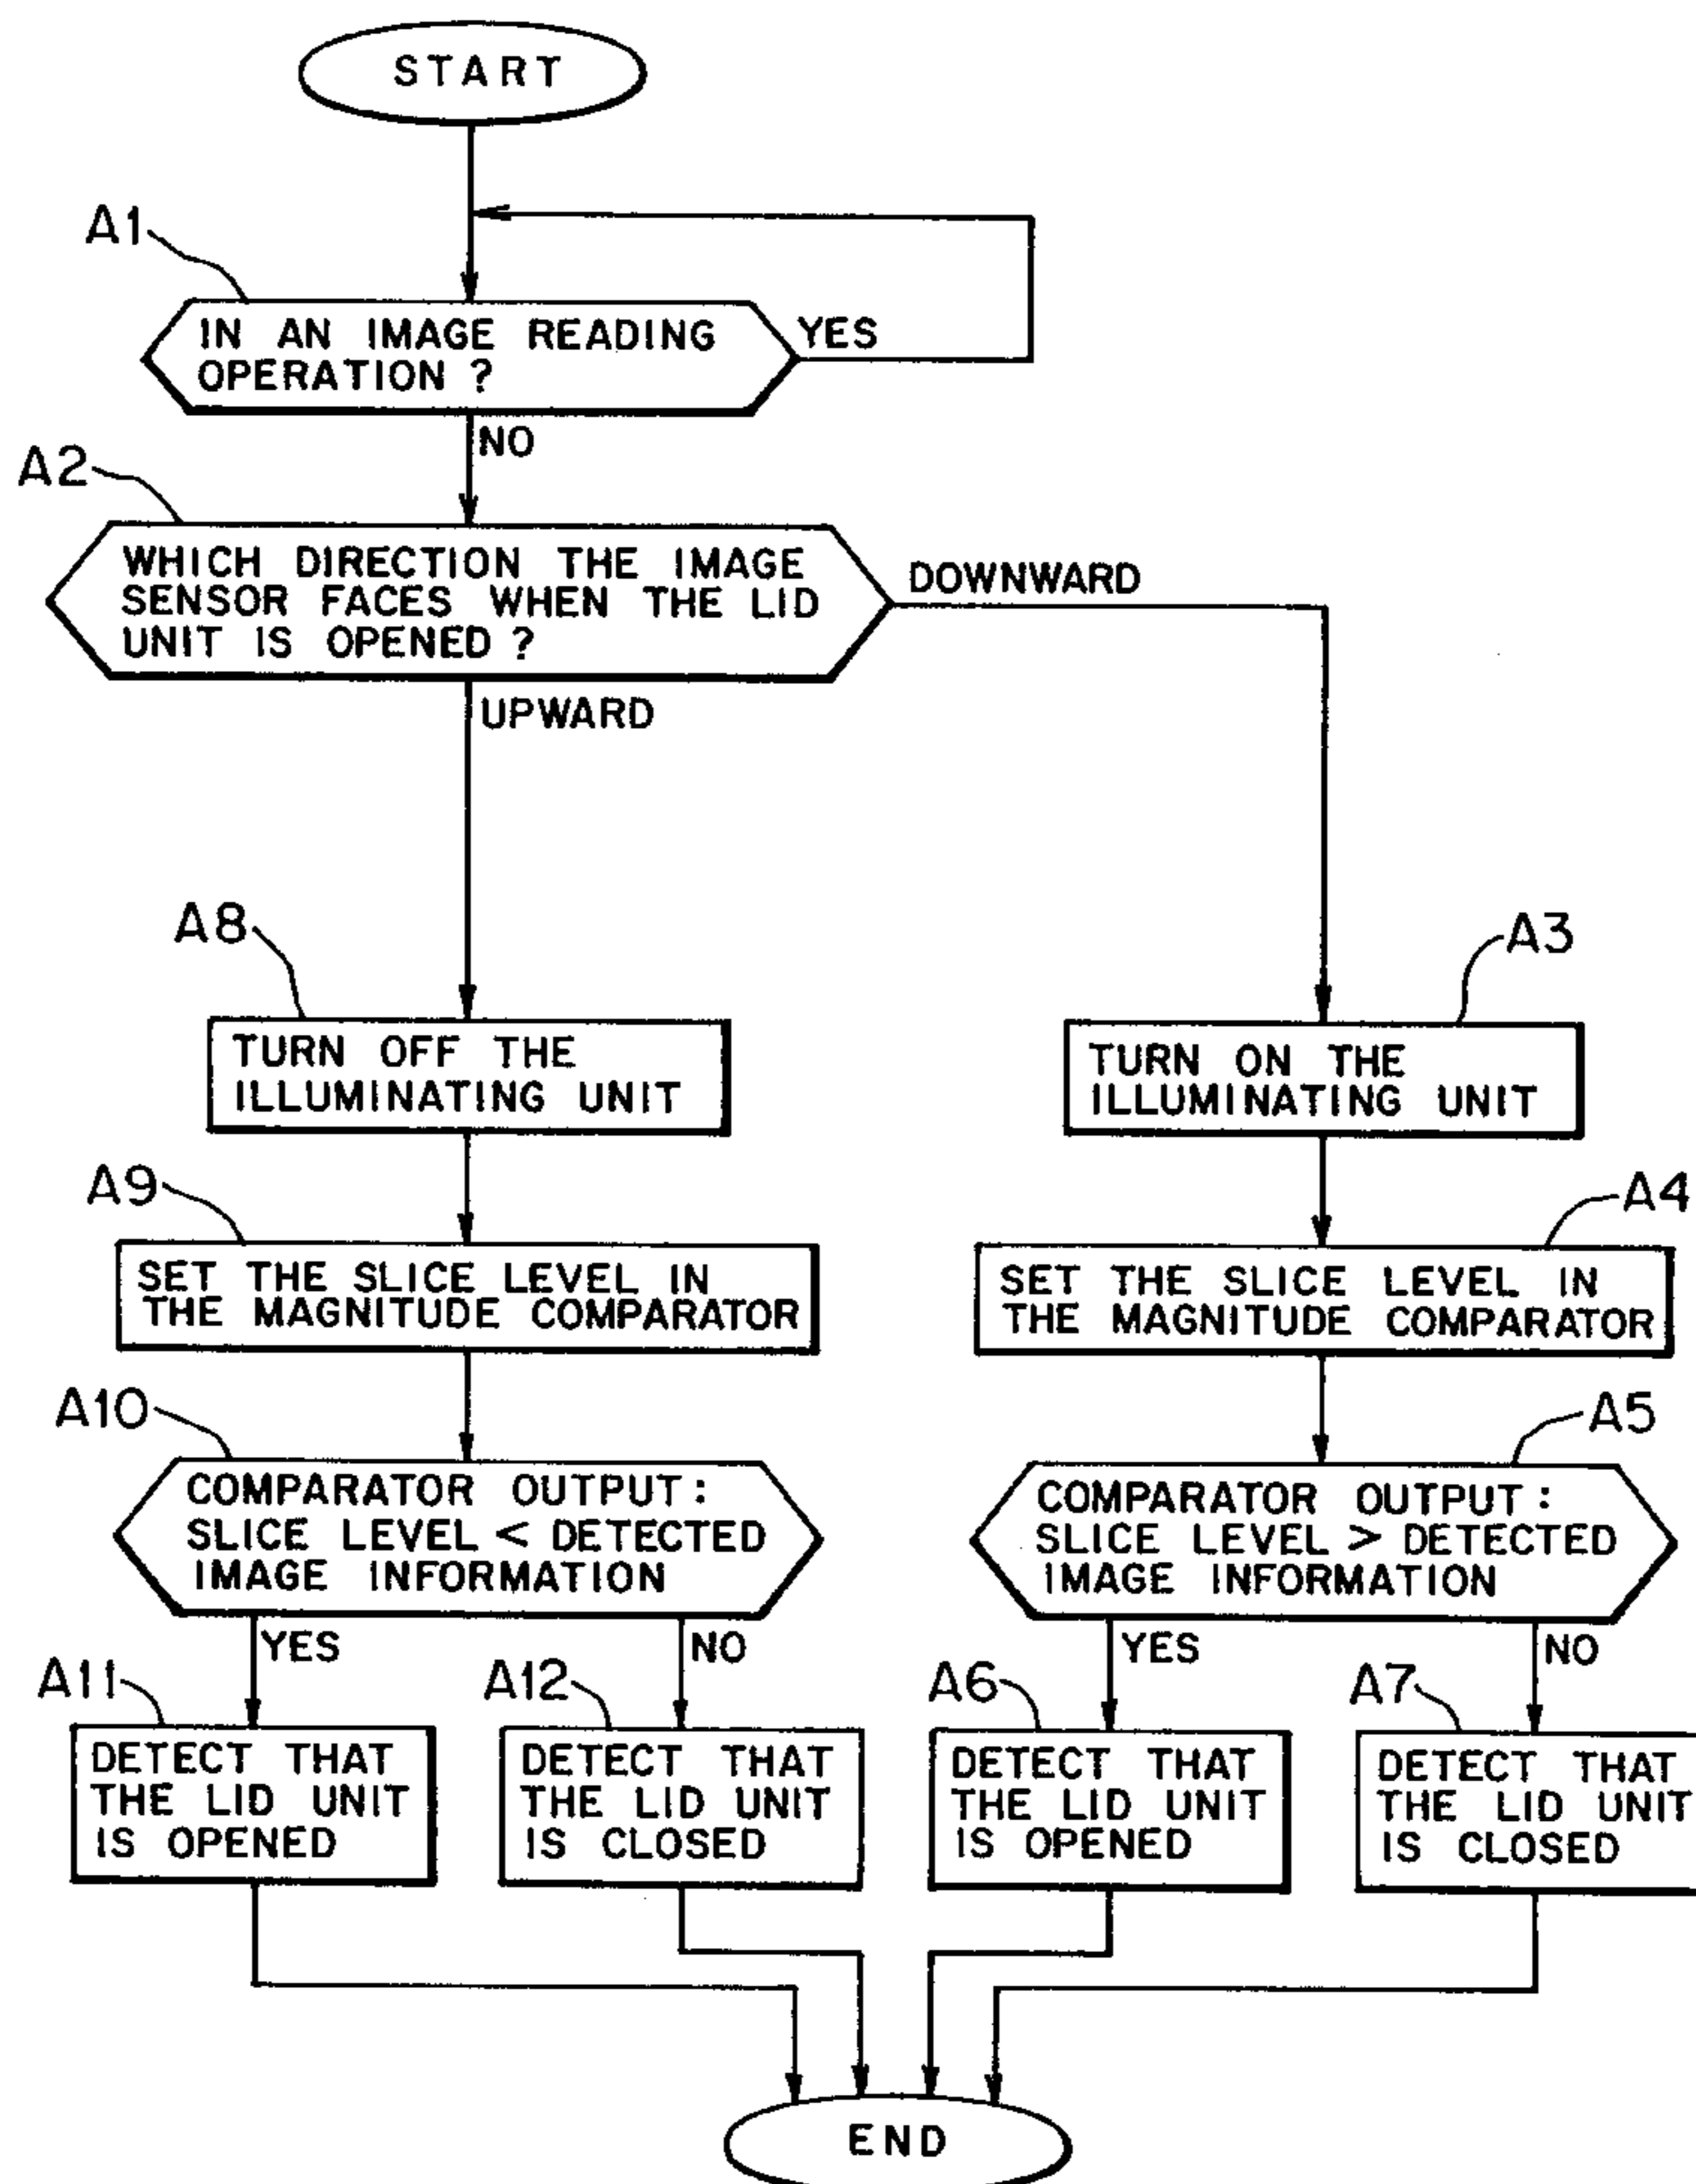 START
A1
IN AN IMAGE READING
OPERATION ?
YES
NO
A2
WHICH DIRECTION THE IMAGE
SENSOR FACES WHEN THE LID
UNIT IS OPENED ?
DOWNWARD
UPWARD
A8
TURN OFF THE
ILLUMINATING UNIT
A3
TURN ON THE
ILLUMINATING UNIT
A9
SET THE SLICE LEVEL IN
THE MAGNITUDE COMPARATOR
A4
SET THE SLICE LEVEL IN
THE MAGNITUDE COMPARATOR
A10
COMPARATOR OUTPUT :
SLICE LEVEL < DETECTED
IMAGE INFORMATION
A5
COMPARATOR OUTPUT :
SLICE LEVEL > DETECTED
IMAGE INFORMATION
YES
NO
YES
NO
A11
DETECT THAT
THE LID UNIT
IS OPENED
A12
DETECT THAT
THE LID UNIT
IS CLOSED
A6
DETECT THAT
THE LID UNIT
IS OPENED
A7
DETECT THAT
THE LID UNIT
IS CLOSED
END